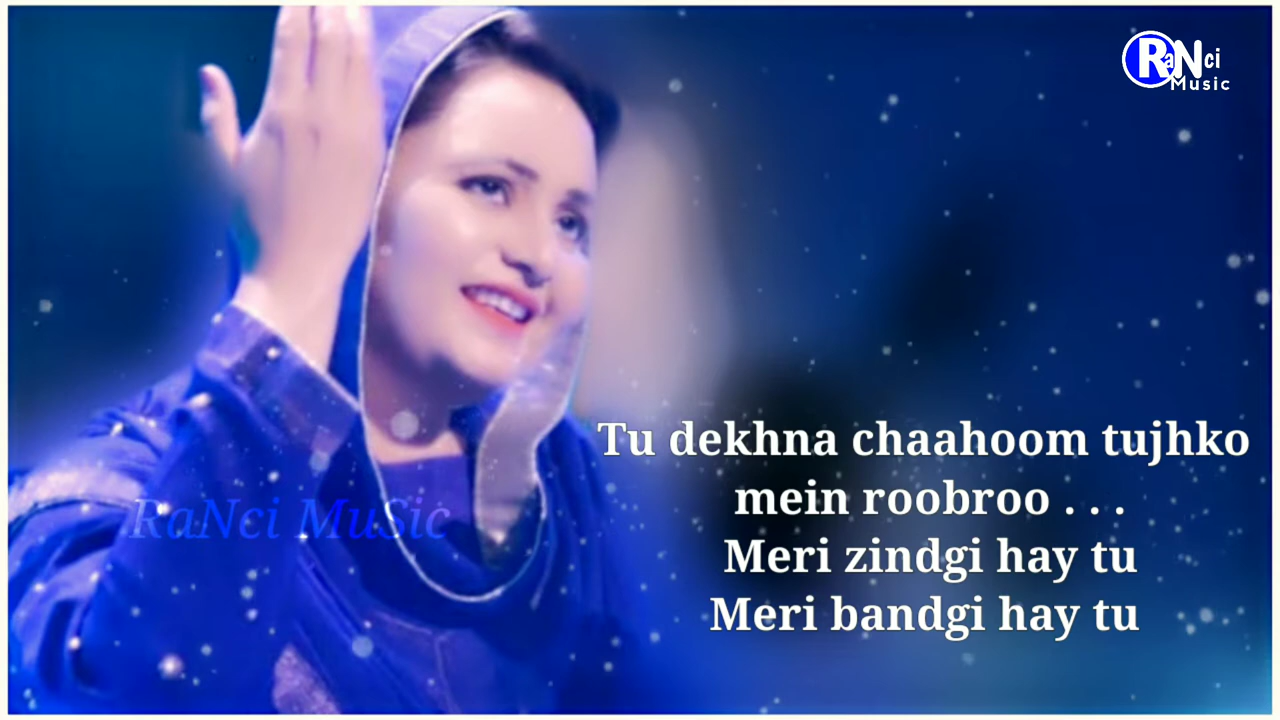 RaNci
Music
Tu dekhna chaahoom tujhko
mein roobroo . . .
Meri zindgi hay tu
Meri bandgi hay tu
RaNci MuSic